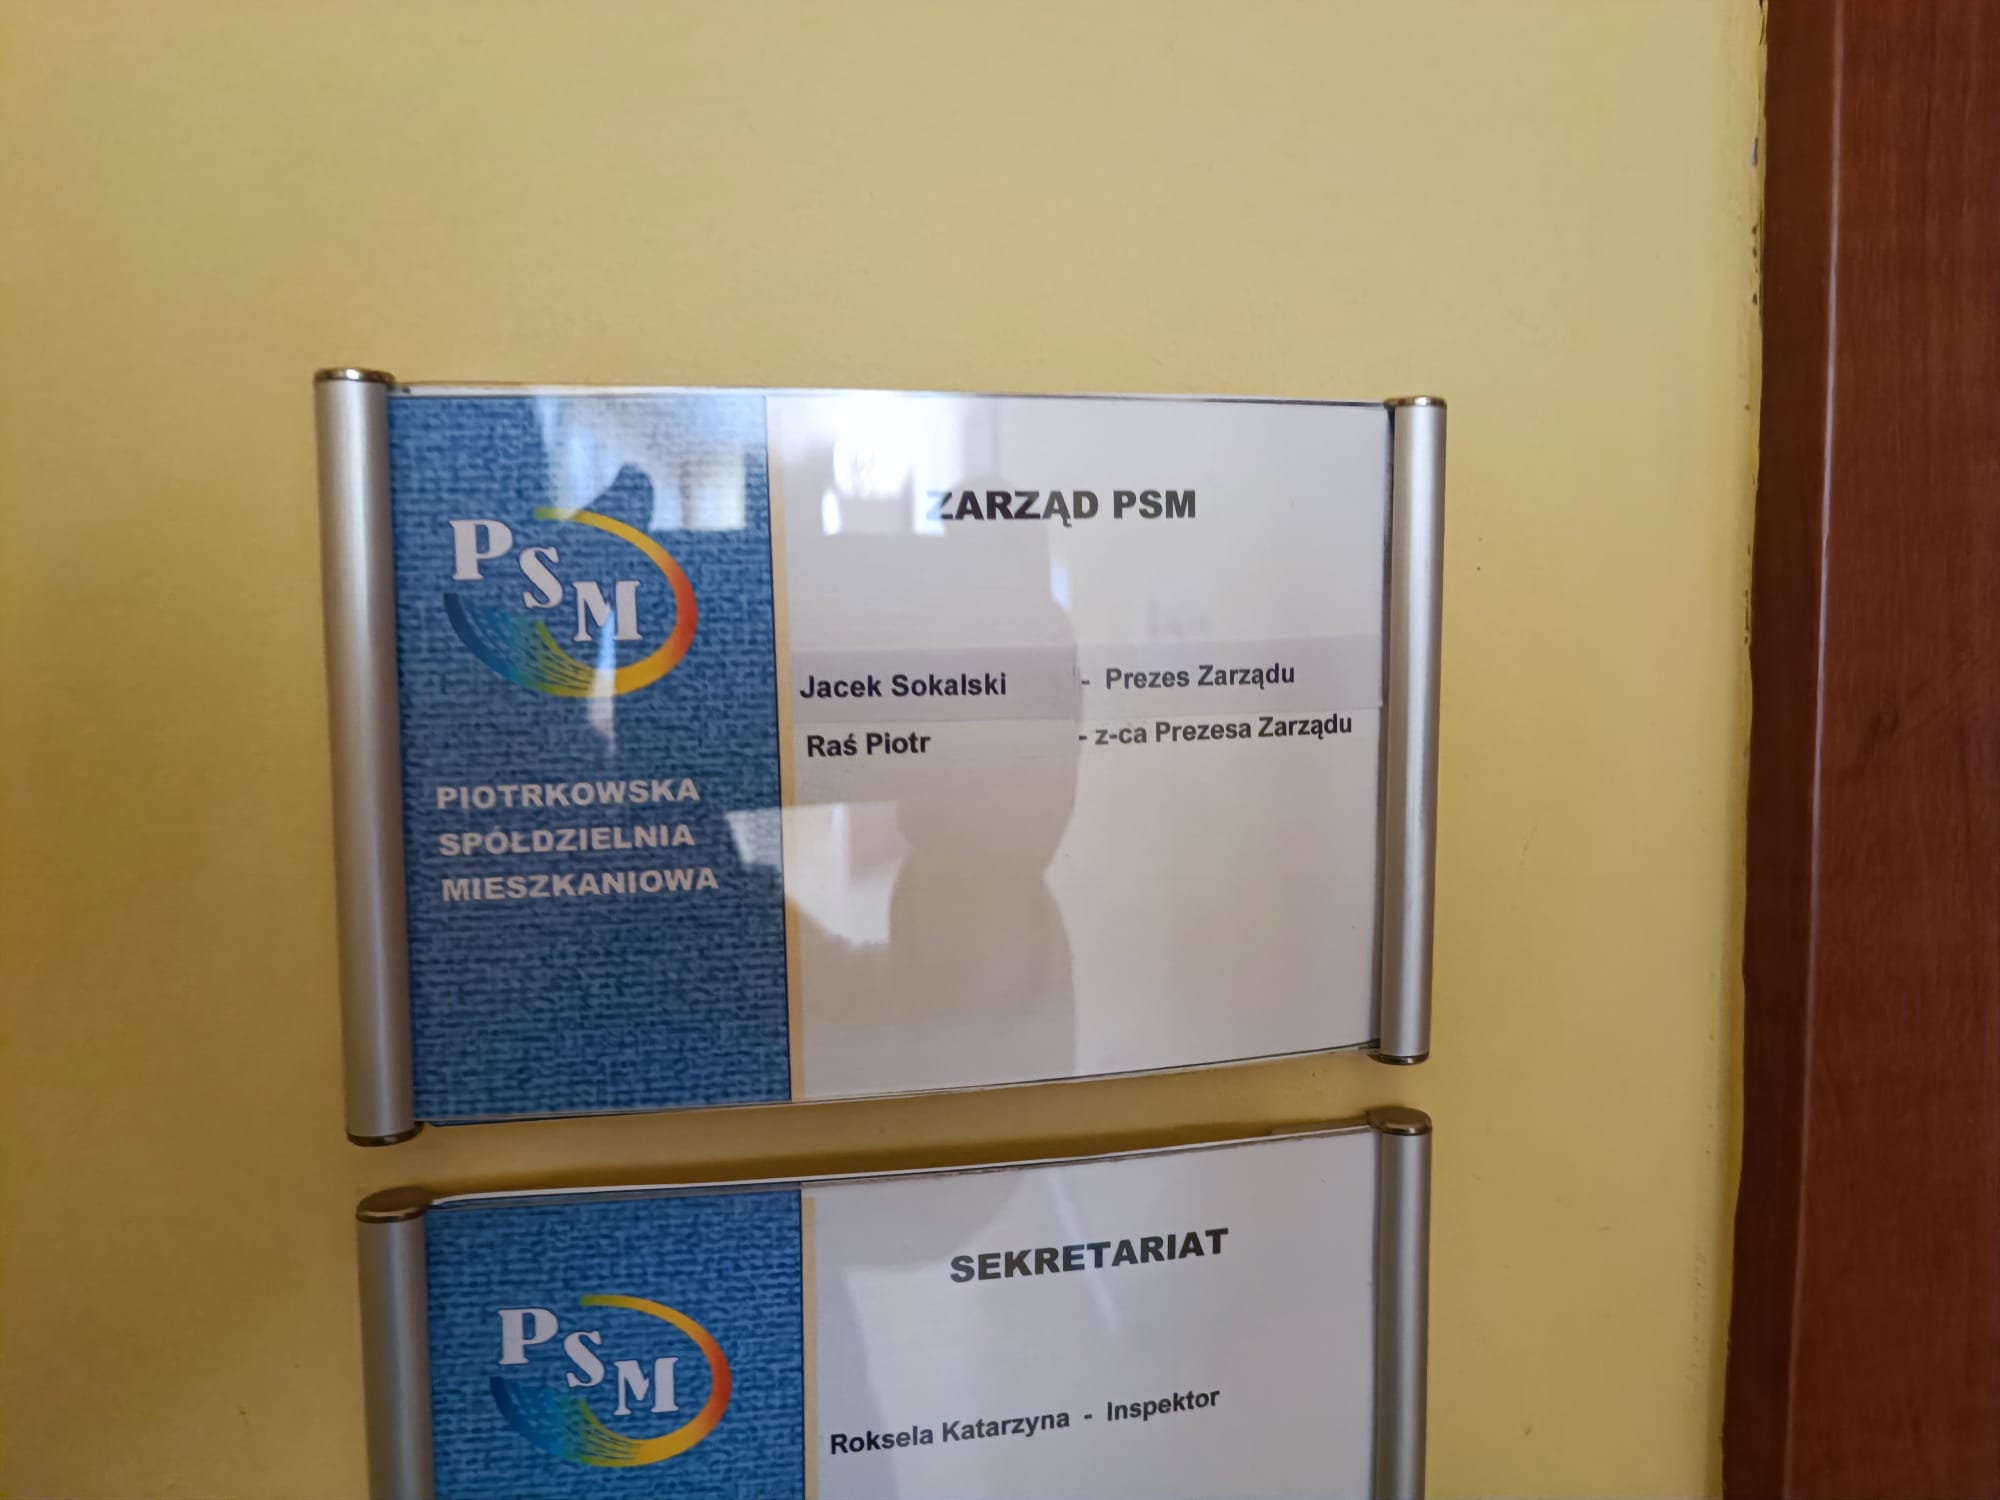 ZARZĄD PSM
PSM
Jacek Sokalski - Prezes Zarządu
Raś Piotr - z-ca Prezesa Zarządu
PIOTRKOWSKA
SPÓŁDZIELNIA
MIESZKANIOWA
SEKRETARIAT
PSM
Roksela Katarzyna - Inspektor